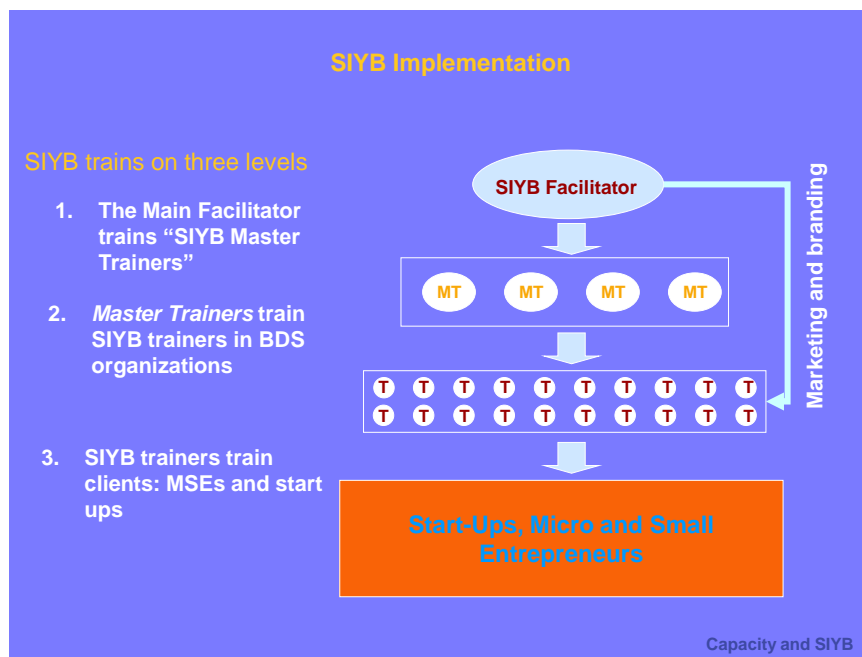 SIYB Implementation
SIYB trains on three levels
1. The Main Facilitator
trains “SIYB Master
Trainers”
2. Master Trainers train
SIYB trainers in BDS
organizations
3. SIYB trainers train
clients: MSEs and start
ups
SIYB Facilitator
MT MT MT MT
T T T T T T T T T T
T T T T T T T T T T
Start-Ups, Micro and Small
Entrepreneurs
Marketing and branding
Capacity and SIYB